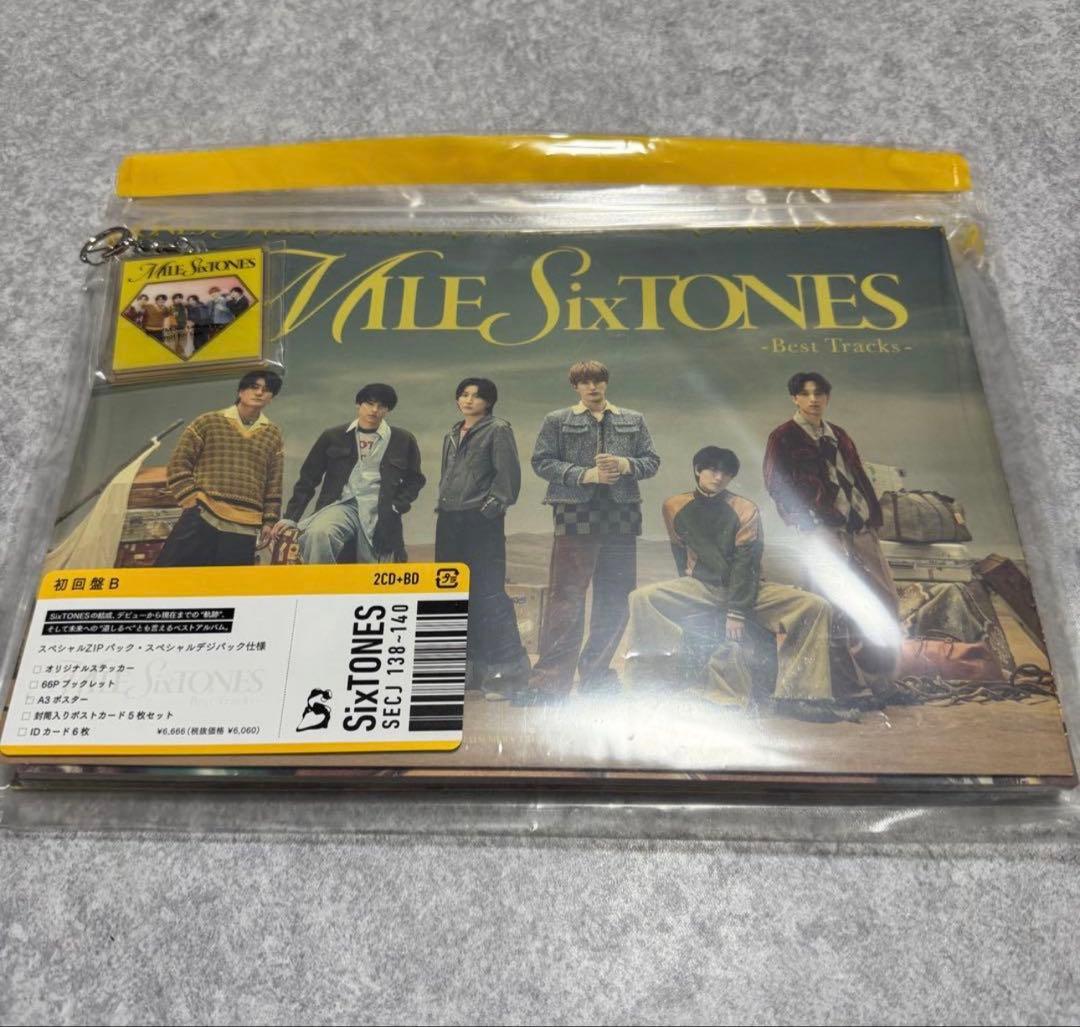 MILE SixTONES
MILE SixTONES
-Best Tracks-
初回盤B
2CD+BD
SixTONESの結成、デビューから現在までの“軌跡”、
そして未来への“道しるべ”とも言えるベストアルバム。
スペシャルZIPパック・スペシャルデジパック仕様
□ オリジナルステッカー
□ 66P ブックレット
□ A3 ポスター
□ 封筒入りポストカード5枚セット
□ IDカード6枚
¥6,666(税抜価格 ¥6,060)
SixTONES
SECJ 138~140